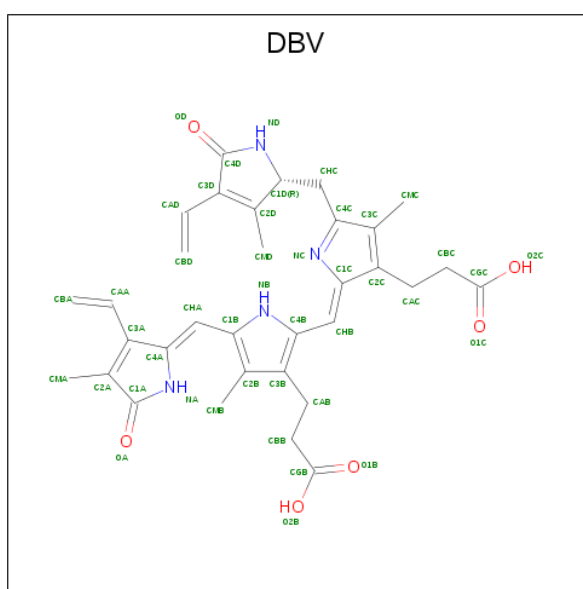 DBV
OD
H
N
ND
O
C4D
CHC
C3D
C1D(R)
CAD
C2D
C4C
C3C
CMC
CBD
CMD
NC
N
C1C
C2C
CBC
O2C
OH
CGC
CAC
O
O1C
NB
H
N
CBA
CAA
CHA
C1B
C4B
CHB
C3A
C4A
CMA
C2A
C1A
NH
NA
C2B
C3B
CMB
CAB
O
OA
CBB
CGB
O
O1B
HO
O2B